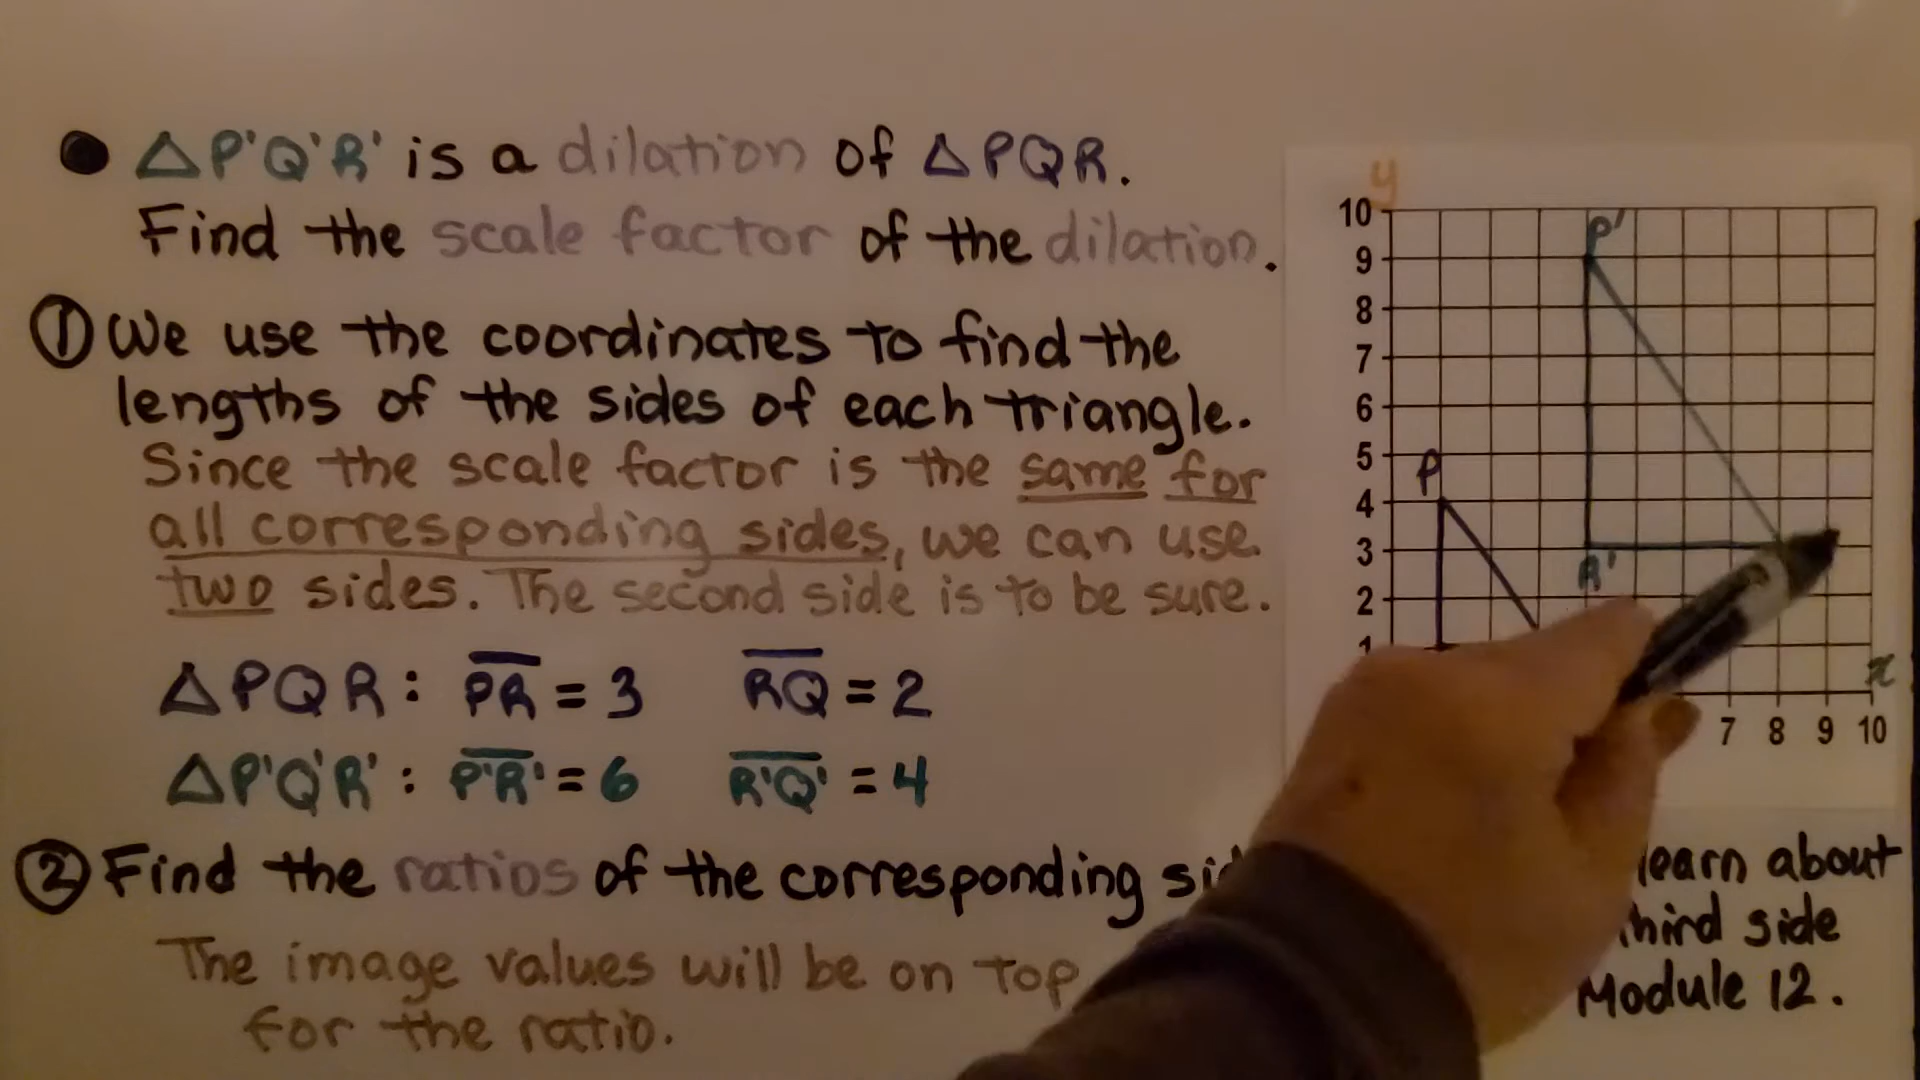 △P'Q'R' is a dilation of △PQR.
Find the scale factor of the dilation.
① We use the coordinates to find the
lengths of the sides of each triangle.
Since the scale factor is the same for
all corresponding sides, we can use
two sides. The second side is to be sure.
△PQR: PR = 3 RQ = 2
△P'Q'R': P'R' = 6 R'Q' = 4
② Find the ratios of the corresponding
The image values will be on top
for the ratio.
y
10
P'
9
8
7
6
5
P
4
3
R'
2
1
x
7 8 9 10
learn about
third side
Module 12.